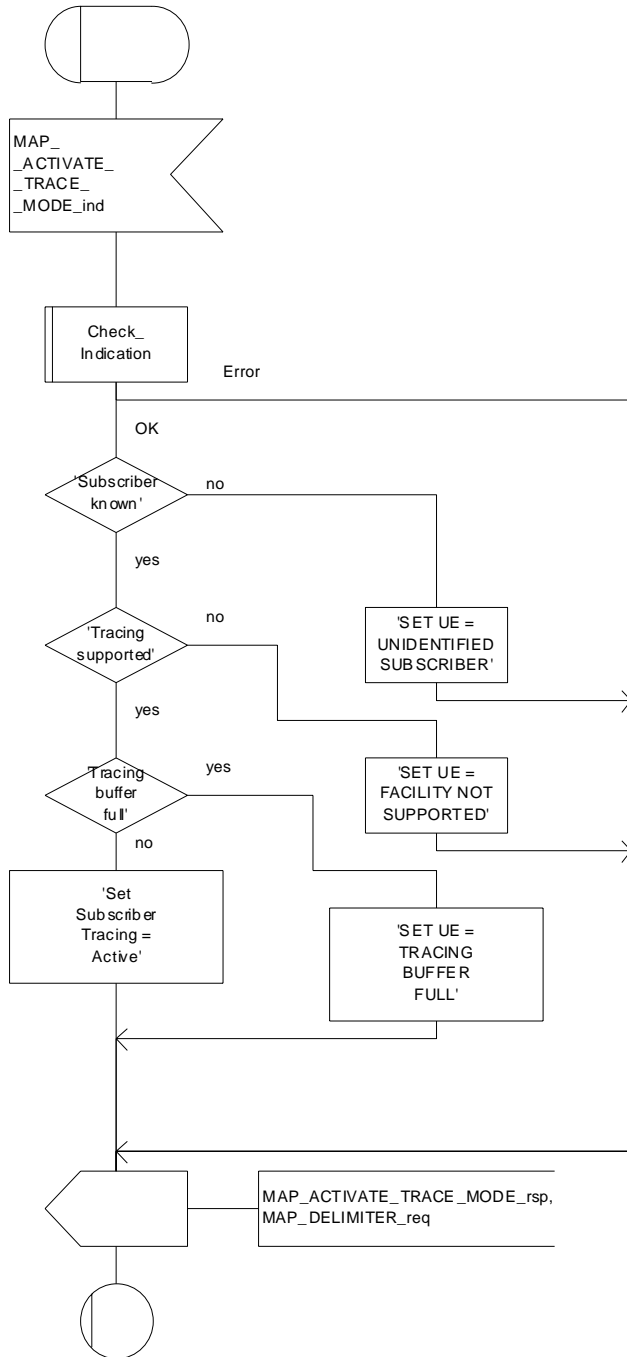 MAP_
_ACTIVATE_
_TRACE_
_MODE_ind
Check_
Indication
Error
OK
'Subscriber
known'
no
yes
'Tracing
supported'
no
'SET UE =
UNIDENTIFIED
SUBSCRIBER'
yes
'Tracing
buffer
full'
yes
'SET UE =
FACILITY NOT
SUPPORTED'
no
'Set
Subscriber
Tracing =
Active'
'SET UE =
TRACING
BUFFER
FULL'
MAP_ACTIVATE_TRACE_MODE_rsp,
MAP_DELIMITER_req